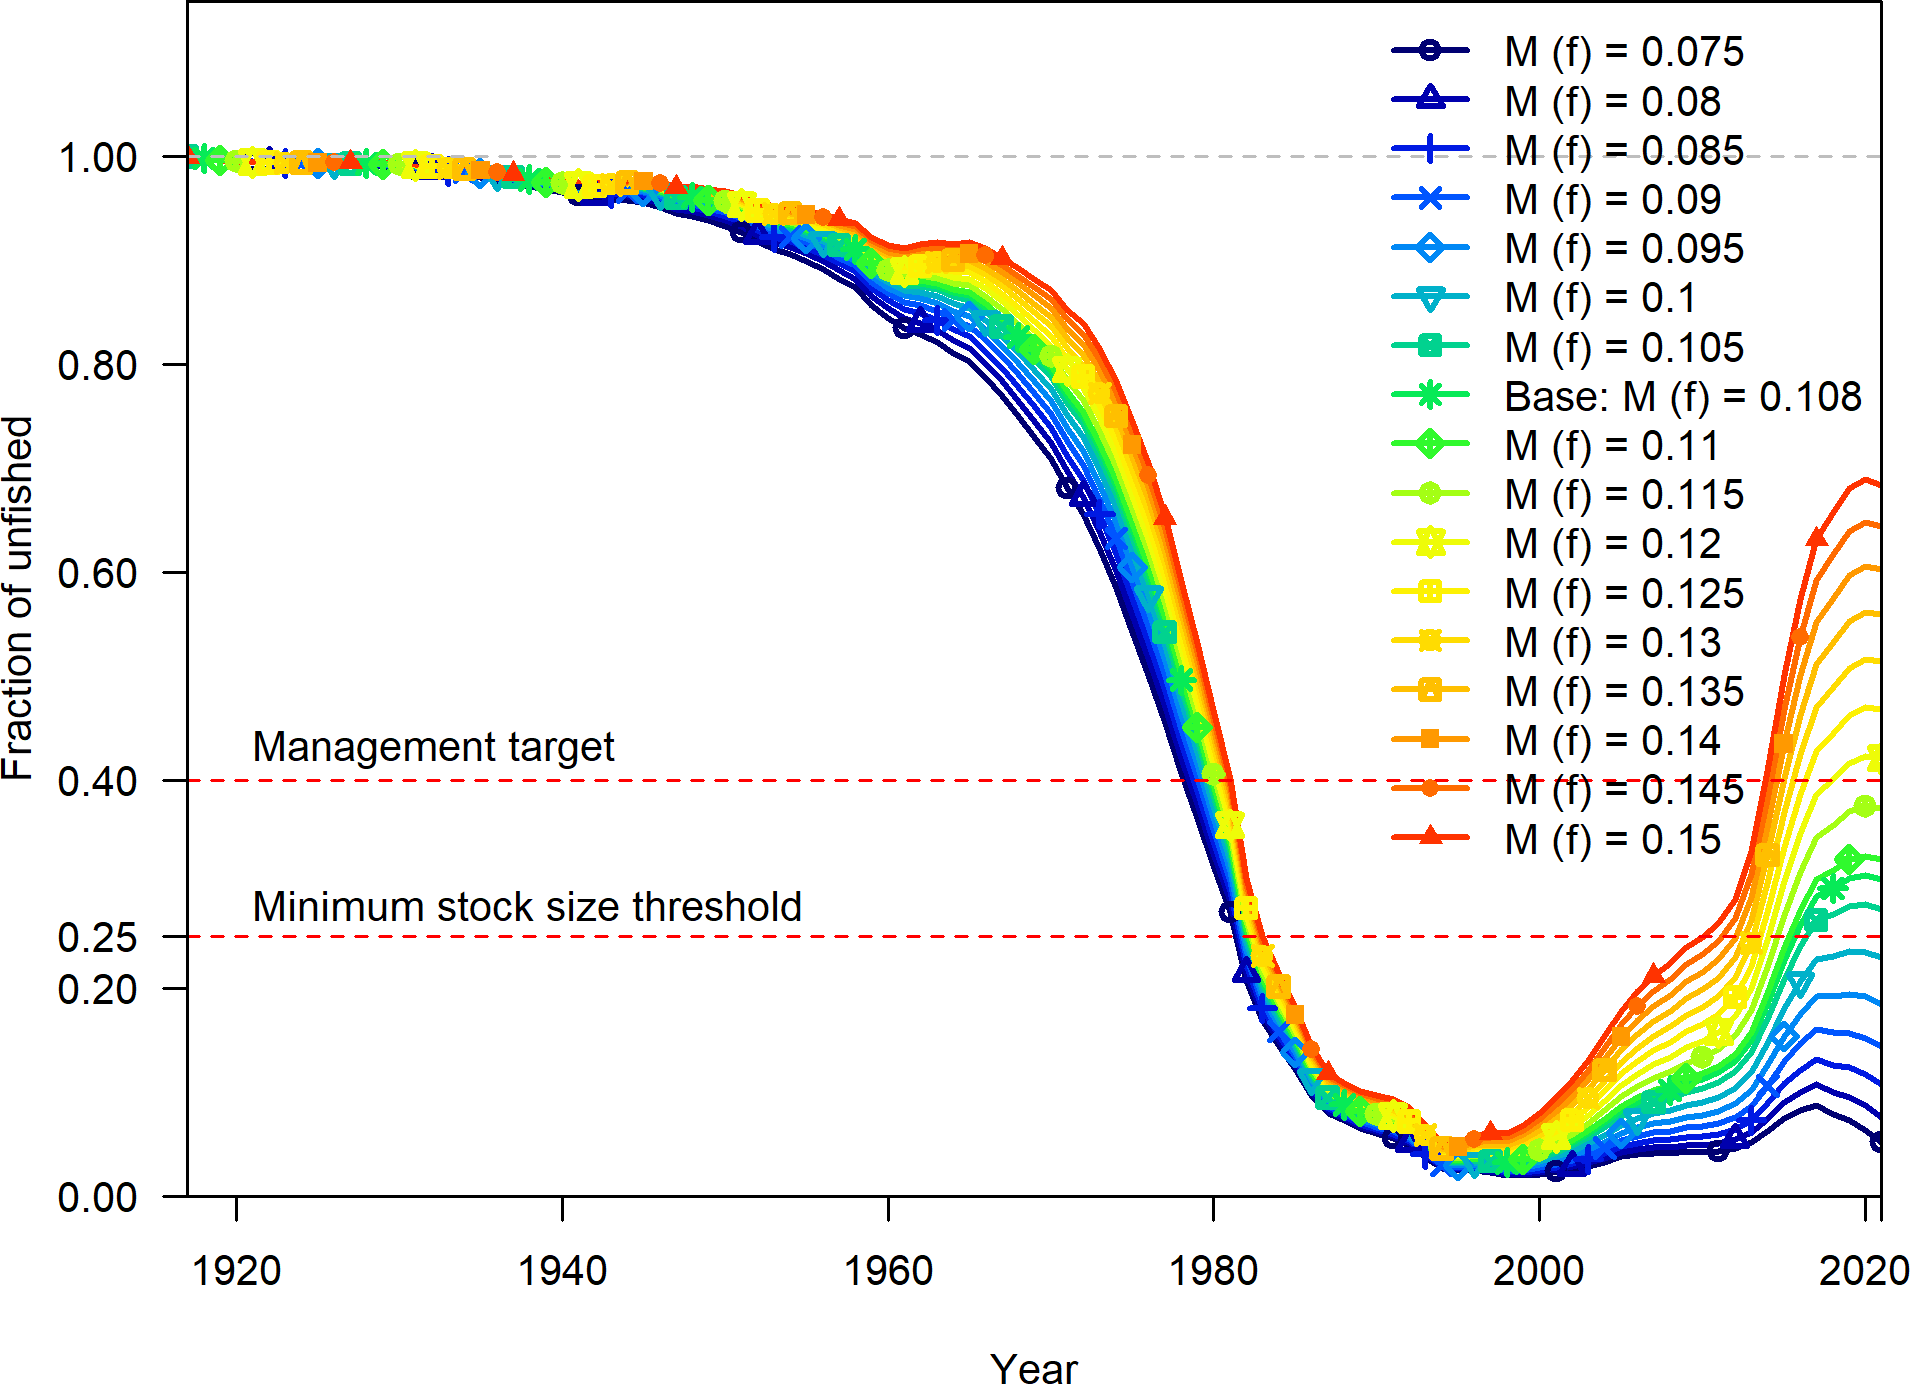 M (f) = 0.075
M (f) = 0.08
M (f) = 0.085
M (f) = 0.09
M (f) = 0.095
M (f) = 0.1
M (f) = 0.105
Base: M (f) = 0.108
M (f) = 0.11
M (f) = 0.115
M (f) = 0.12
M (f) = 0.125
M (f) = 0.13
M (f) = 0.135
M (f) = 0.14
M (f) = 0.145
M (f) = 0.15
Fraction of unfished
1.00
0.80
0.60
0.40
0.25
0.20
0.00
Management target
Minimum stock size threshold
1920 1940 1960 1980 2000 2020
Year